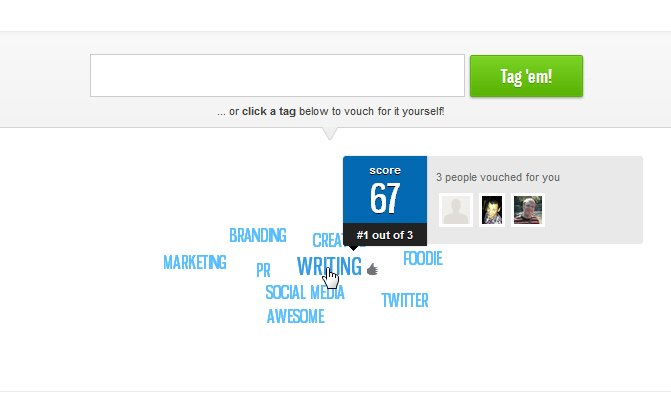 Tag 'em!
... or click a tag below to vouch for it yourself!
score
67
#1 out of 3
3 people vouched for you
BRANDING
MARKETING
PR
WRITING
FOODIE
SOCIAL MEDIA
TWITTER
AWESOME